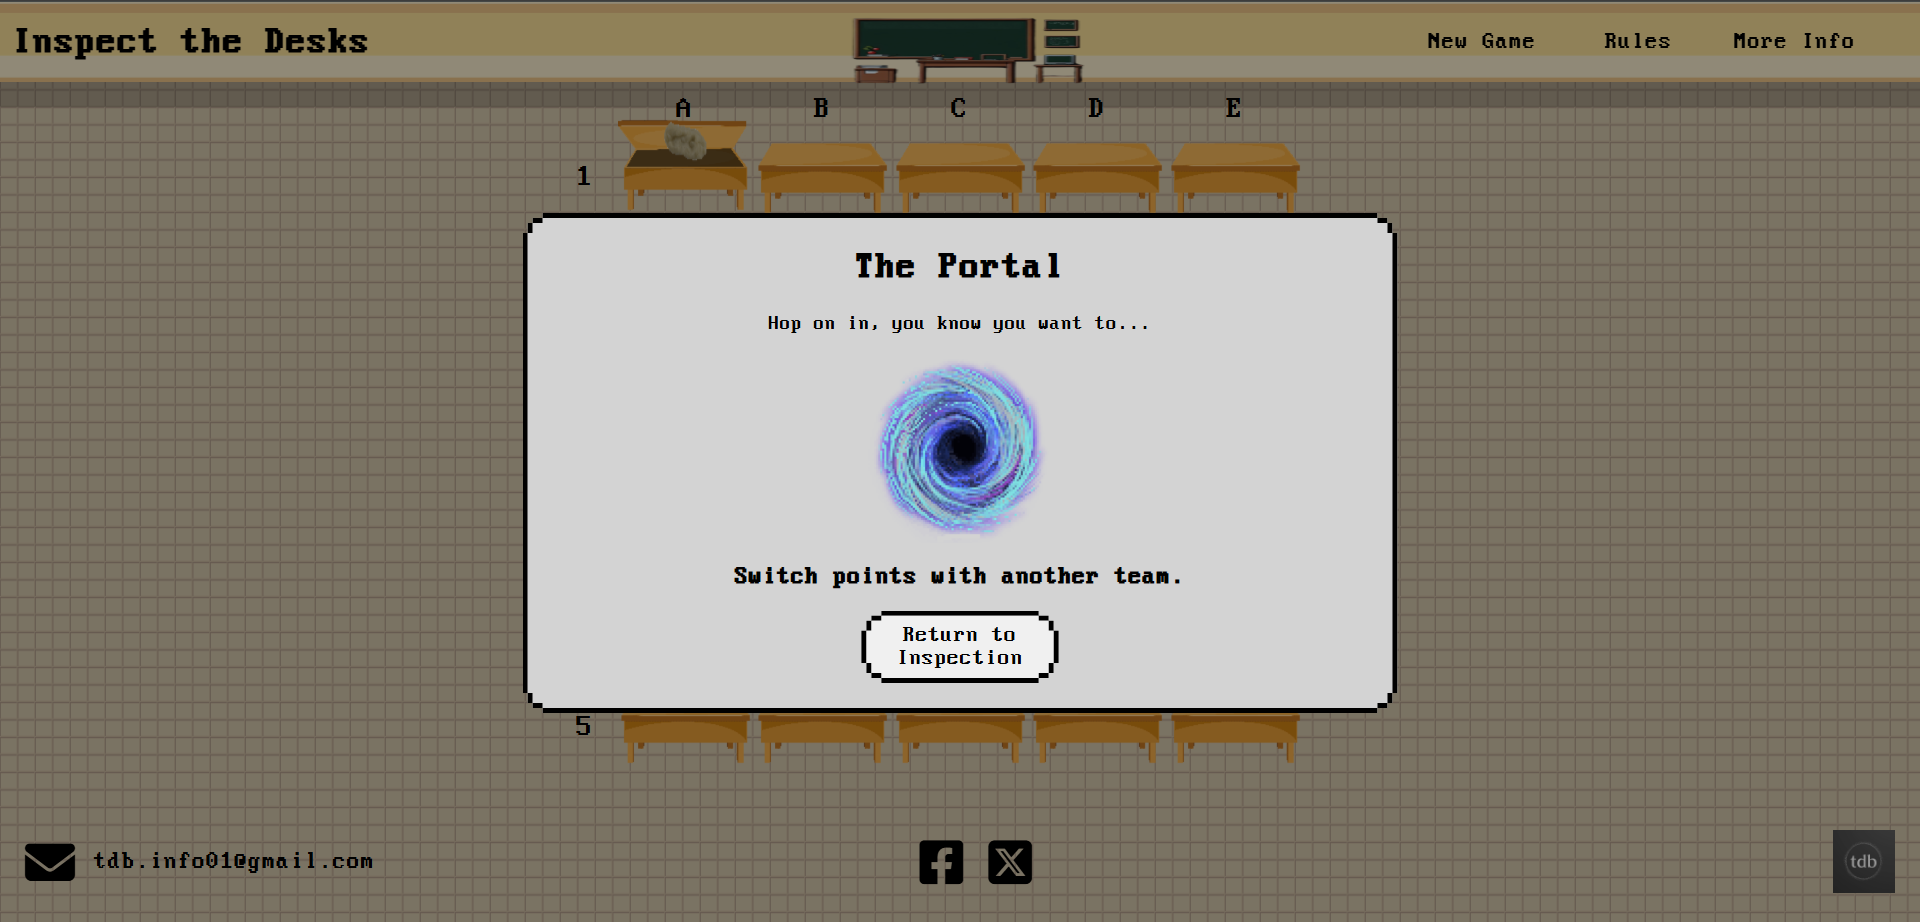 Inspect the Desks
New Game
Rules
More Info
A
B
C
D
E
1
The Portal
Hop on in, you know you want to...
Switch points with another team.
Return to
Inspection
5
tdb.info01@gmail.com
tdb